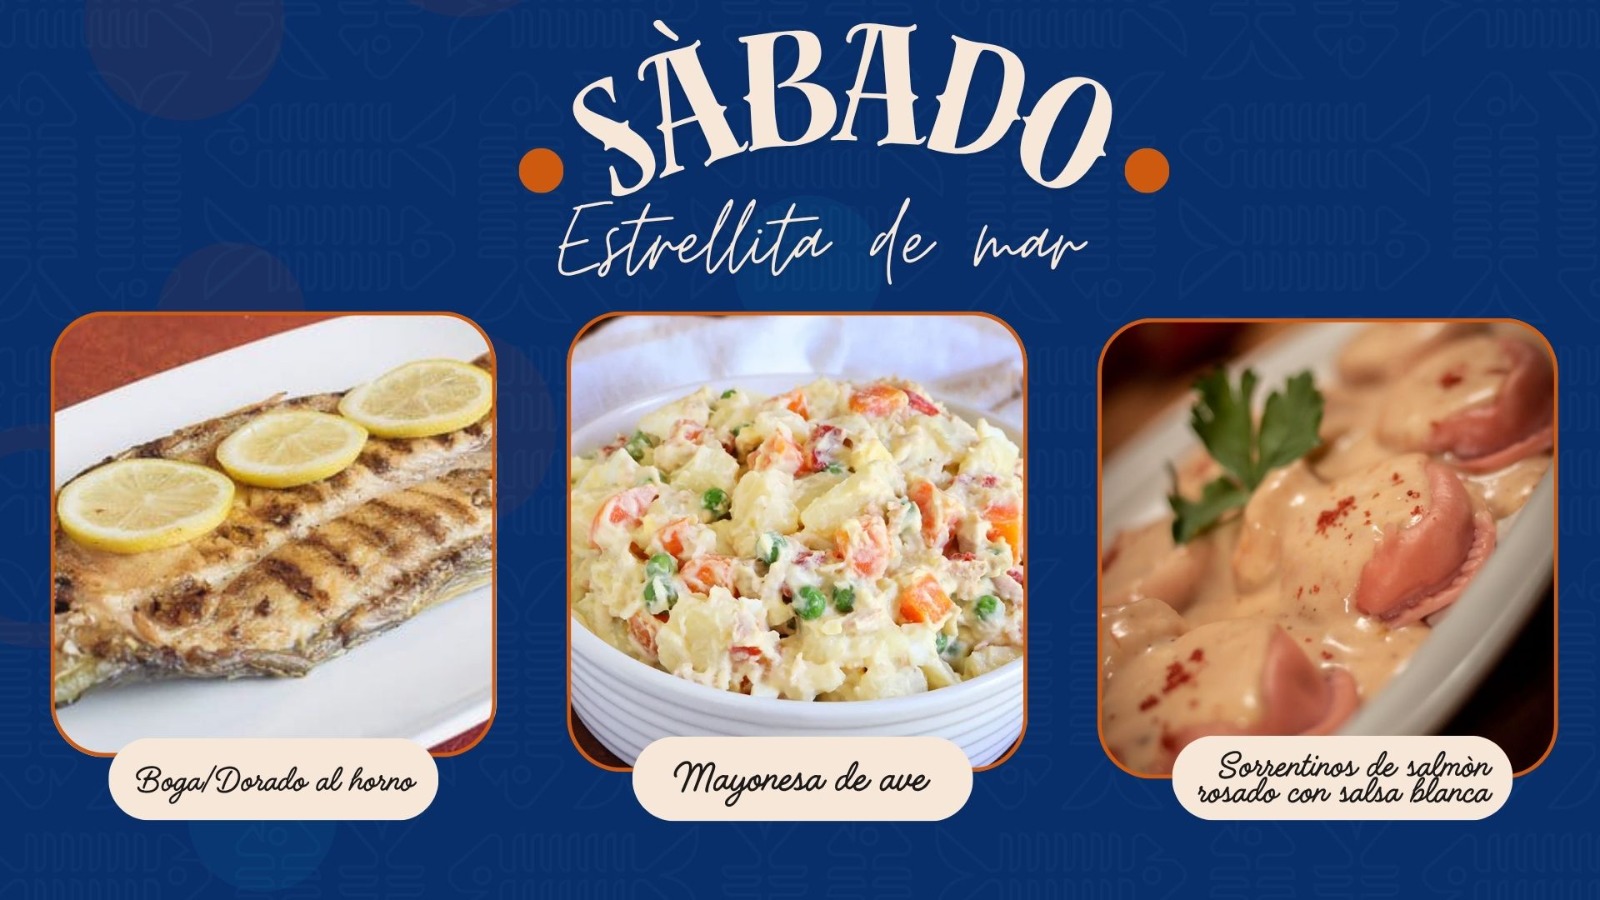 SÀBADO
Estrellita de mar
Boga/Dorado al horno
Mayonesa de ave
Sorrentinos de salmòn
rosado con salsa blanca